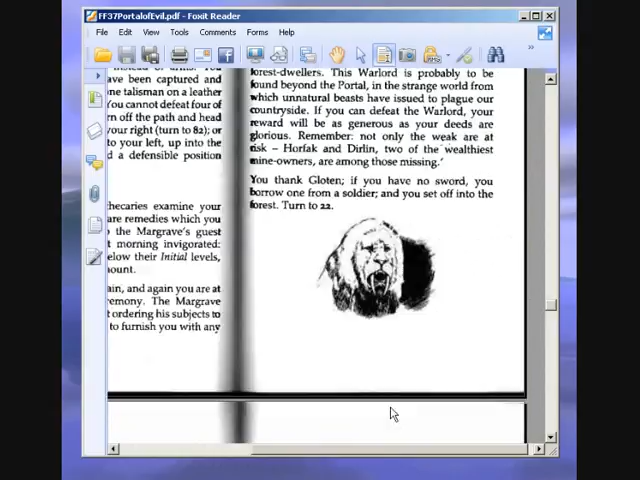 FF37PortalofEvil.pdf - Foxit Reader
File Edit View Tools Comments Forms Help
ave been captured and
ne talisman on a leather
You cannot defeat four of
rn off the path and head
your right (turn to 82); or
to your left, up into the
d a defensible position
hecaries examine your
are remedies which you
the Margrave's guest
t morning invigorated:
elow their Initial levels,
ount.
ain, and again you are at
remony. The Margrave
t ordering his subjects to
to furnish you with any
forest-dwellers. This Warlord is probably to be
found beyond the Portal, in the strange world from
which unnatural beasts have issued to plague our
countryside. If you can defeat the Warlord, your
reward will be as generous as your deeds are
glorious. Remember: not only the weak are at
risk – Horfak and Dirlin, two of the wealthiest
mine-owners, are among those missing.'
You thank Gloten; if you have no sword, you
borrow one from a soldier; and you set off into the
forest. Turn to 22.